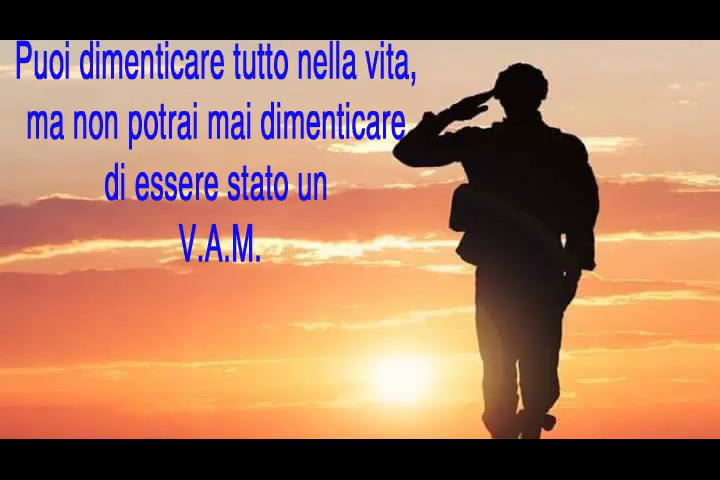 Puoi dimenticare tutto nella vita,
ma non potrai mai dimenticare
di essere stato un
V.A.M.